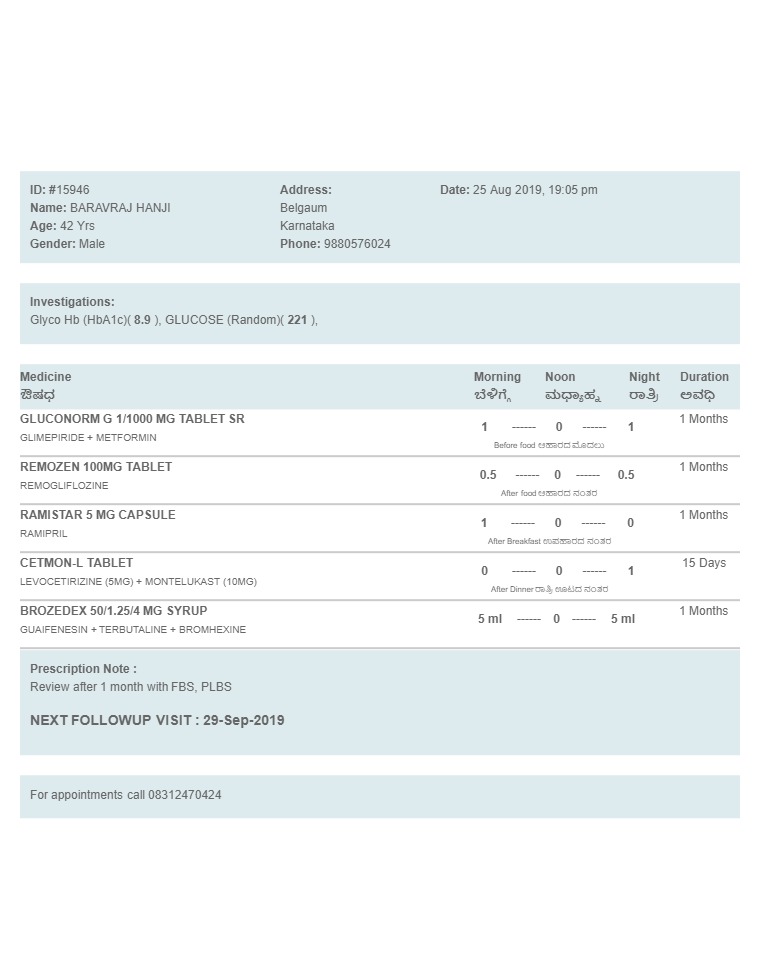 ID: #15946
Name: BARAVRAJ HANJI
Age: 42 Yrs
Gender: Male
Address:
Belgaum
Karnataka
Phone: 9880576024
Date: 25 Aug 2019, 19:05 pm
Investigations:
Glyco Hb (HbA1c)( 8.9 ), GLUCOSE (Random)( 221 ),
Medicine Morning Noon Night Duration
ಔಷಧ ಬೆಳಿಗ್ಗೆ ಮಧ್ಯಾಹ್ನ ರಾತ್ರಿ ಅವಧಿ
GLUCONORM G 1/1000 MG TABLET SR 1 ------ 0 ------ 1 1 Months
GLIMEPIRIDE + METFORMIN
Before food ಆಹಾರದ ಮೊದಲು
REMOZEN 100MG TABLET 0.5 ------ 0 ------ 0.5 1 Months
REMOGLIFLOZINE
After food ಆಹಾರದ ನಂತರ
RAMISTAR 5 MG CAPSULE 1 ------ 0 ------ 0 1 Months
RAMIPRIL
After Breakfast ಉಪಹಾರದ ನಂತರ
CETMON-L TABLET 0 ------ 0 ------ 1 15 Days
LEVOCETIRIZINE (5MG) + MONTELUKAST (10MG)
After Dinner ರಾತ್ರಿ ಊಟದ ನಂತರ
BROZEDEX 50/1.25/4 MG SYRUP 5 ml ------ 0 ------ 5 ml 1 Months
GUAIFENESIN + TERBUTALINE + BROMHEXINE
Prescription Note :
Review after 1 month with FBS, PLBS
NEXT FOLLOWUP VISIT : 29-Sep-2019
For appointments call 08312470424